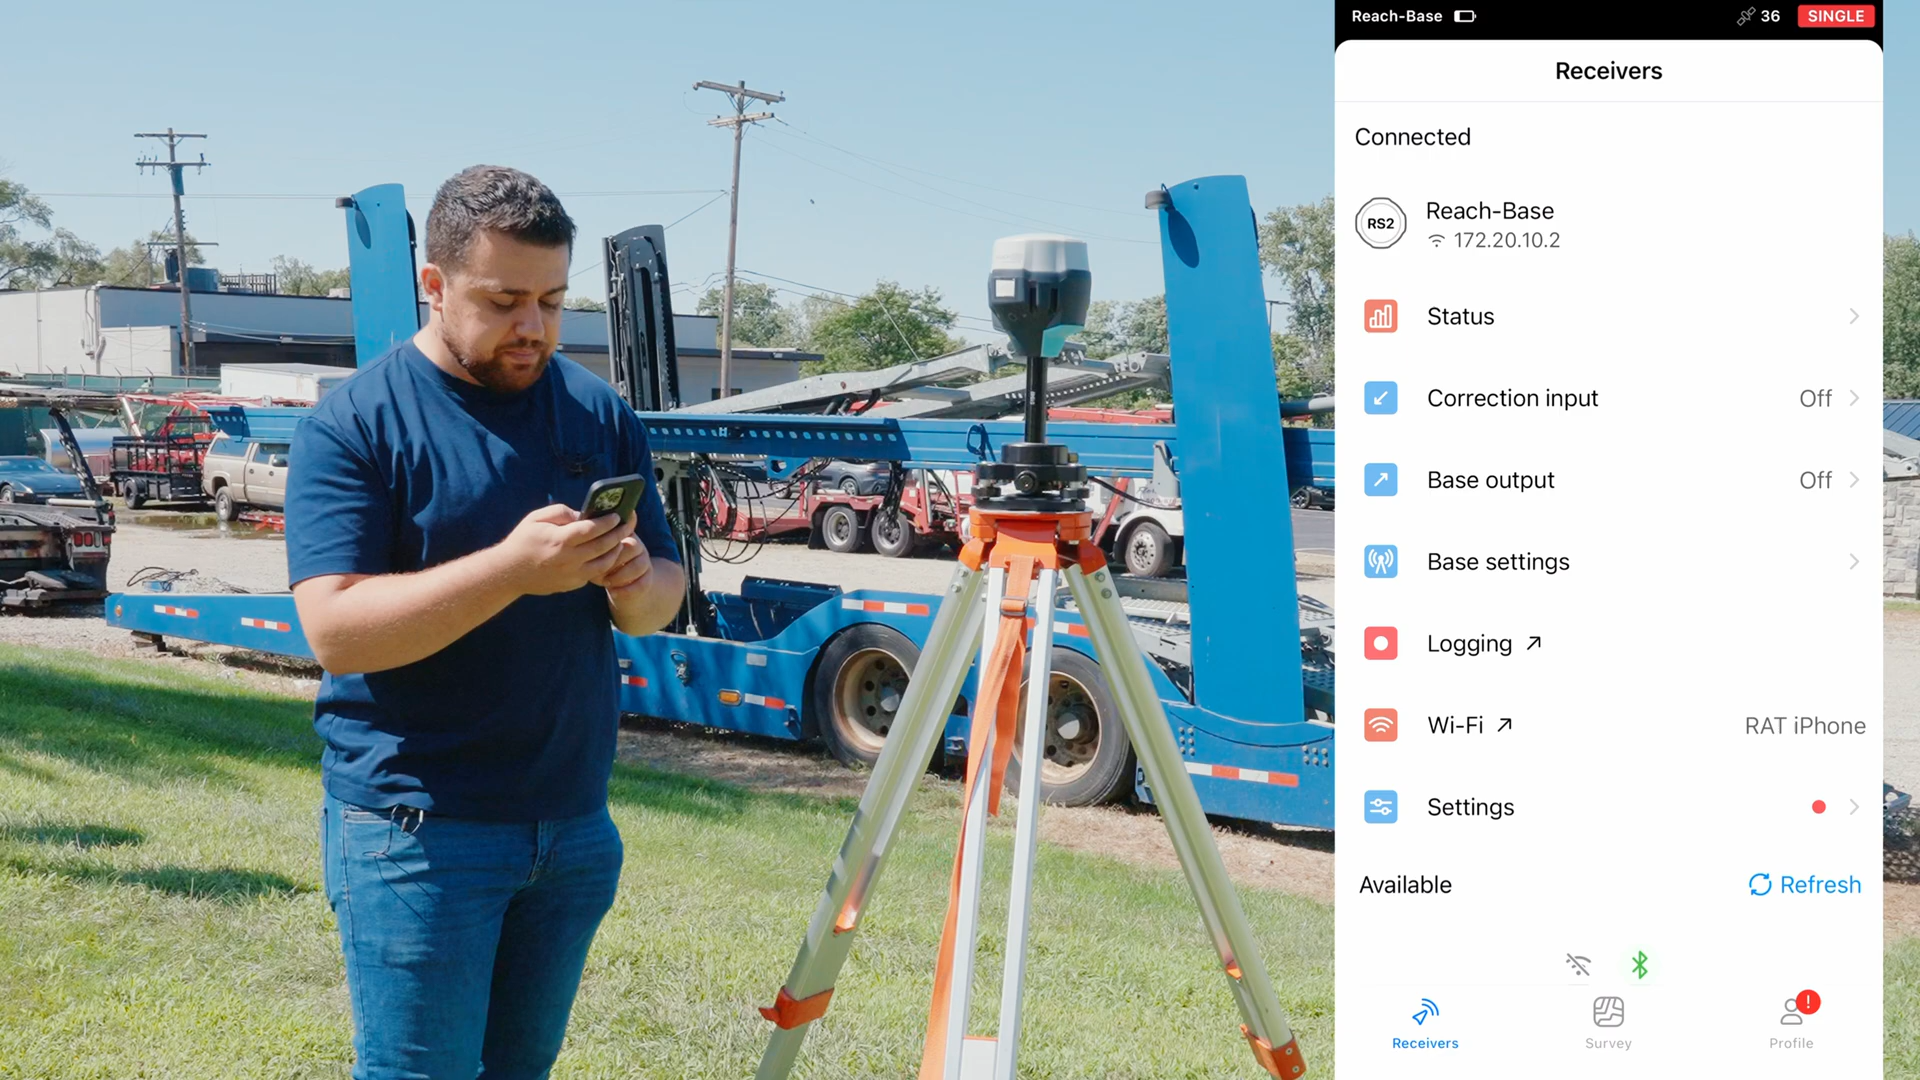 Reach-Base
36
SINGLE
Receivers
Connected
RS2
Reach-Base
172.20.10.2
Status
Correction input
Off
Base output
Off
Base settings
Logging
Wi-Fi
RAT iPhone
Settings
Available
Refresh
Receivers
Survey
!
Profile